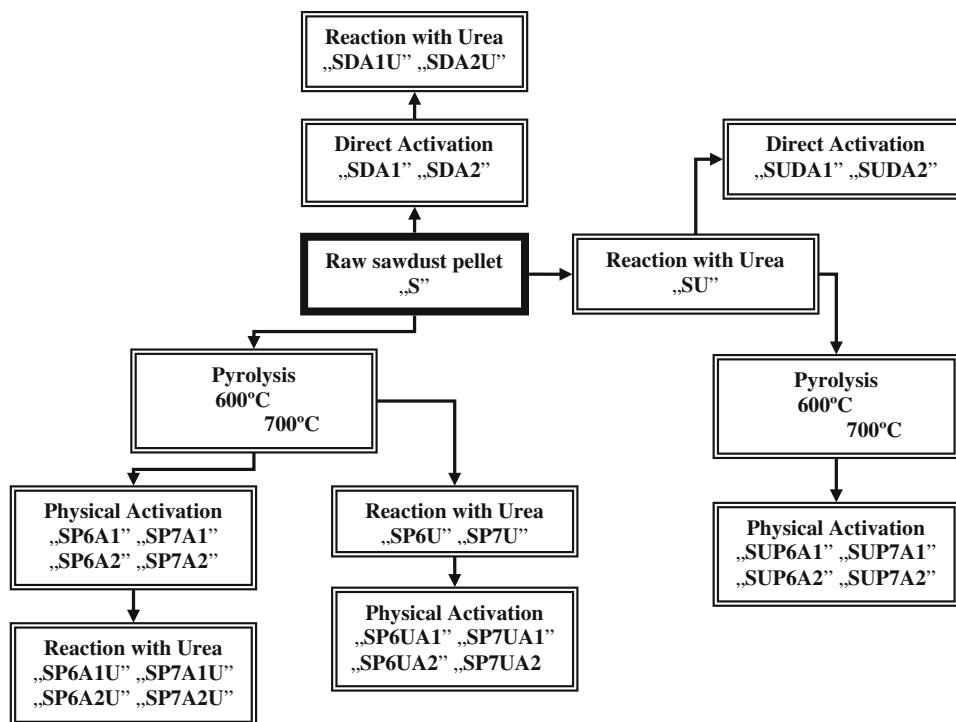 Reaction with Urea
„SDA1U” „SDA2U”
Direct Activation
„SDA1” „SDA2”
Direct Activation
„SUDA1” „SUDA2”
Raw sawdust pellet
„S”
Reaction with Urea
„SU”
Pyrolysis
600ºC
700ºC
Pyrolysis
600ºC
700ºC
Physical Activation
„SP6A1” „SP7A1”
„SP6A2” „SP7A2”
Reaction with Urea
„SP6U” „SP7U”
Physical Activation
„SUP6A1” „SUP7A1”
„SUP6A2” „SUP7A2”
Reaction with Urea
„SP6A1U” „SP7A1U”
„SP6A2U” „SP7A2U”
Physical Activation
„SP6UA1” „SP7UA1”
„SP6UA2” „SP7UA2